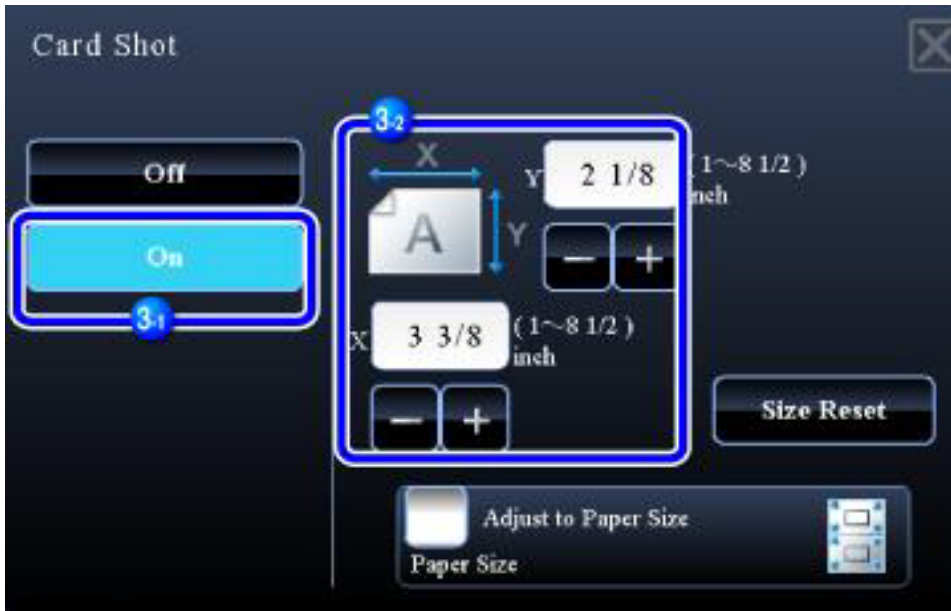 Card Shot
Off
On
3-1
3-2
X
A
Y
Y 2 1/8 (1~8 1/2)
inch
- +
X 3 3/8 (1~8 1/2)
inch
- +
Size Reset
Adjust to Paper Size
Paper Size